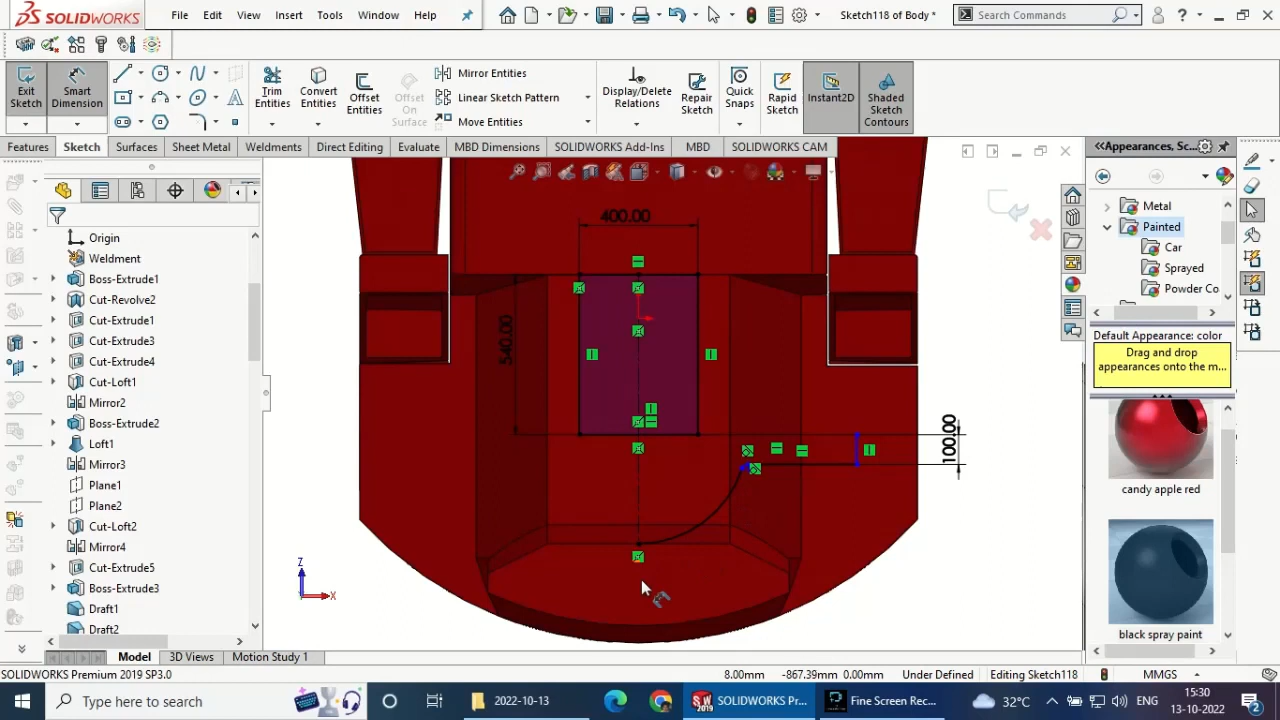 SOLIDWORKS
File Edit View Insert Tools Window Help
Sketch118 of Body *
Search Commands
Exit Sketch
Smart Dimension
Trim Entities
Convert Entities
Offset Entities
Offset On Surface
Mirror Entities
Linear Sketch Pattern
Move Entities
Display/Delete Relations
Repair Sketch
Quick Snaps
Rapid Sketch
Instant2D
Shaded Sketch Contours
Features Sketch Surfaces Sheet Metal Weldments Direct Editing Evaluate MBD Dimensions SOLIDWORKS Add-Ins MBD SOLIDWORKS CAM
<<Appearances, Sc...
Origin
Weldment
Boss-Extrude1
Cut-Revolve2
Cut-Extrude1
Cut-Extrude3
Cut-Extrude4
Cut-Loft1
Mirror2
Boss-Extrude2
Loft1
Mirror3
Plane1
Plane2
Cut-Loft2
Mirror4
Cut-Extrude5
Boss-Extrude3
Draft1
Draft2
400.00
540.00
100.00
Z
X
Metal
Painted
Car
Sprayed
Powder Co
Default Appearance: color
Drag and drop
appearances onto the m...
candy apple red
black spray paint
Model 3D Views Motion Study 1
SOLIDWORKS Premium 2019 SP3.0
8.00mm -867.39mm 0.00mm Under Defined Editing Sketch118 MMGS
Type here to search
2022-10-13
SOLIDWORKS Pr...
Fine Screen Rec...
32°C
ENG
15:30
13-10-2022
2